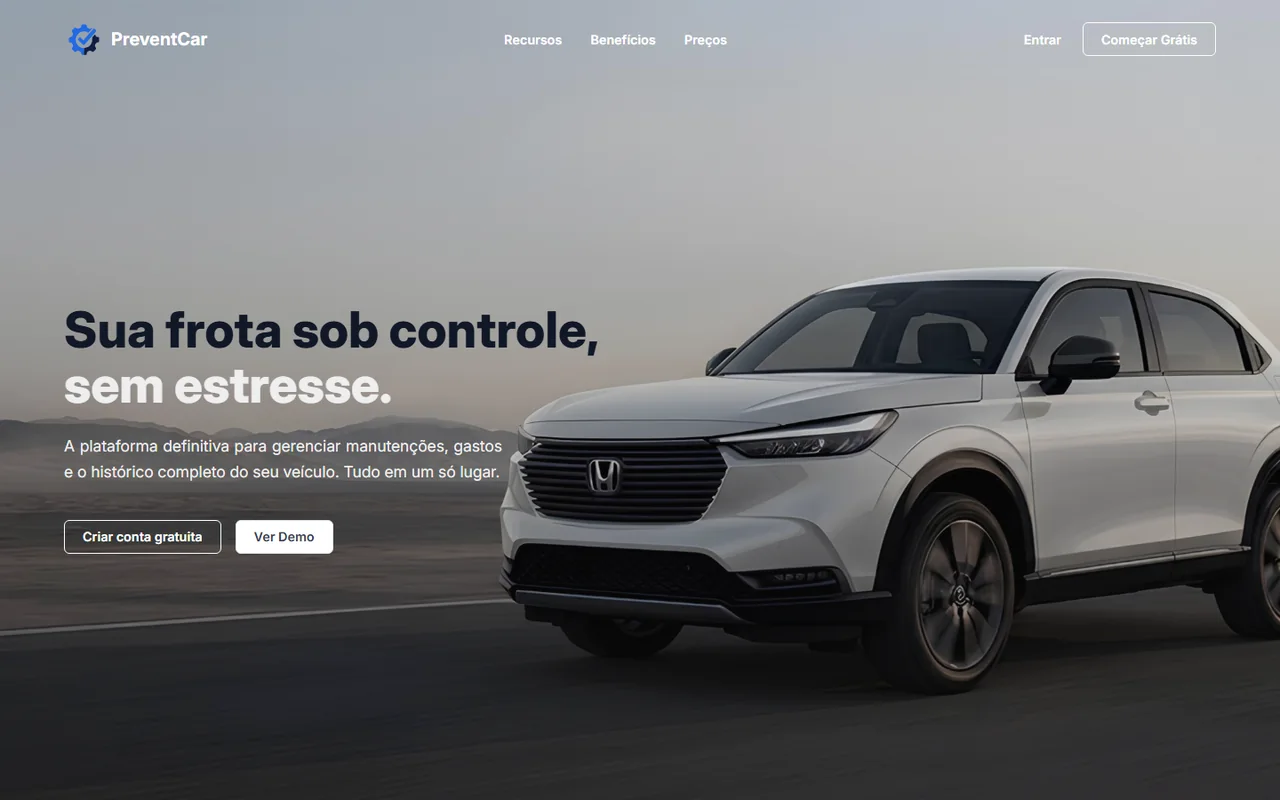 PreventCar
Recursos
Benefícios
Preços
Entrar
Começar Grátis
Sua frota sob controle,
sem estresse.
A plataforma definitiva para gerenciar manutenções, gastos
e o histórico completo do seu veículo. Tudo em um só lugar.
Criar conta gratuita
Ver Demo